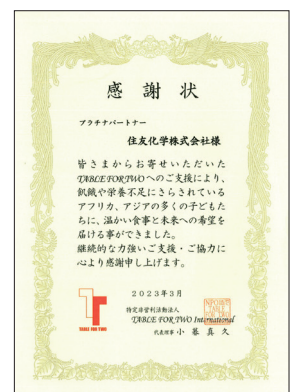 感謝状
プラチナパートナー
住友化学株式会社様
皆さまからお寄せいただいた
TABLE FOR TWOへのご支援により、
飢餓や栄養不足にさらされている
アフリカ、アジアの多くの子どもた
ちに、温かい食事と未来への希望を
届ける事ができました。
継続的な力強いご支援・ご協力に
心より感謝申し上げます。
2023年3月
特定非営利活動法人
TABLE FOR TWO International
代表理事 小暮真久
TABLE FOR TWO